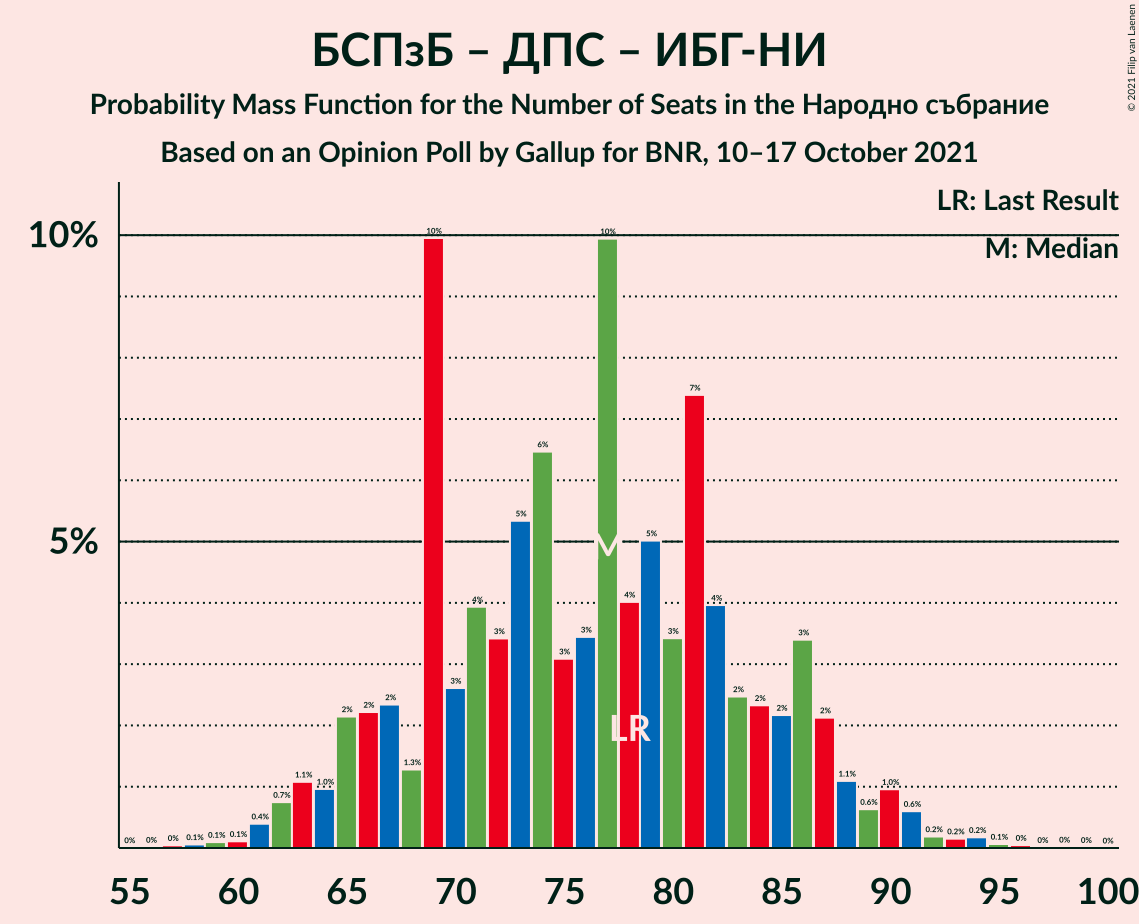 БСПзБ – ДПС – ИБГ-НИ
Probability Mass Function for the Number of Seats in the Народно събрание
Based on an Opinion Poll by Gallup for BNR, 10–17 October 2021
© 2021 Filip van Laenen
LR: Last Result
M: Median
10%
5%
0% 0% 0% 0.1% 0.1% 0.1% 0.4% 0.7% 1.1% 1.0% 2% 2% 2% 1.3% 10% 3% 4% 3% 5% 6% 3% 3% 10% 4% 5% 3% 7% 4% 2% 2% 2% 3% 2% 1.1% 0.6% 1.0% 0.6% 0.2% 0.2% 0.2% 0.1% 0% 0% 0% 0% 0%
M
LR
55 60 65 70 75 80 85 90 95 100